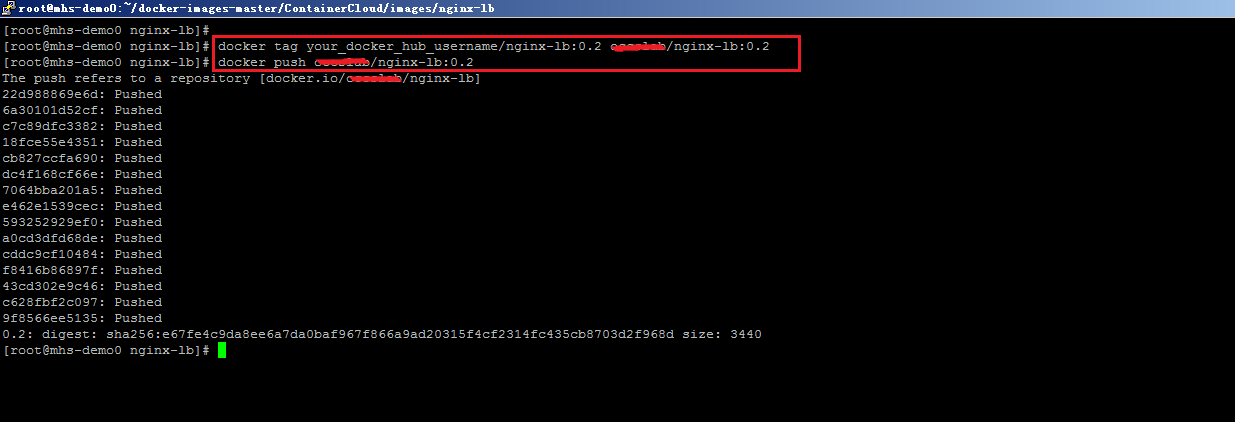 root@mhs-demo0:~/docker-images-master/ContainerCloud/images/nginx-lb
[root@mhs-demo0 nginx-lb]#
[root@mhs-demo0 nginx-lb]# docker tag your_docker_hub_username/nginx-lb:0.2 /nginx-lb:0.2
[root@mhs-demo0 nginx-lb]# docker push /nginx-lb:0.2
The push refers to a repository [docker.io/ /nginx-lb]
22d988869e6d: Pushed
6a30101d52cf: Pushed
c7c89dfc3382: Pushed
18fce55e4351: Pushed
cb827ccfa690: Pushed
dc4f168cf66e: Pushed
7064bba201a5: Pushed
e462e1539cec: Pushed
593252929ef0: Pushed
a0cd3dfd68de: Pushed
cddc9cf10484: Pushed
f8416b86897f: Pushed
43cd302e9c46: Pushed
c628fbf2c097: Pushed
9f8566ee5135: Pushed
0.2: digest: sha256:e67fe4c9da8ee6a7da0baf967f866a9ad20315f4cf2314fc435cb8703d2f968d size: 3440
[root@mhs-demo0 nginx-lb]#